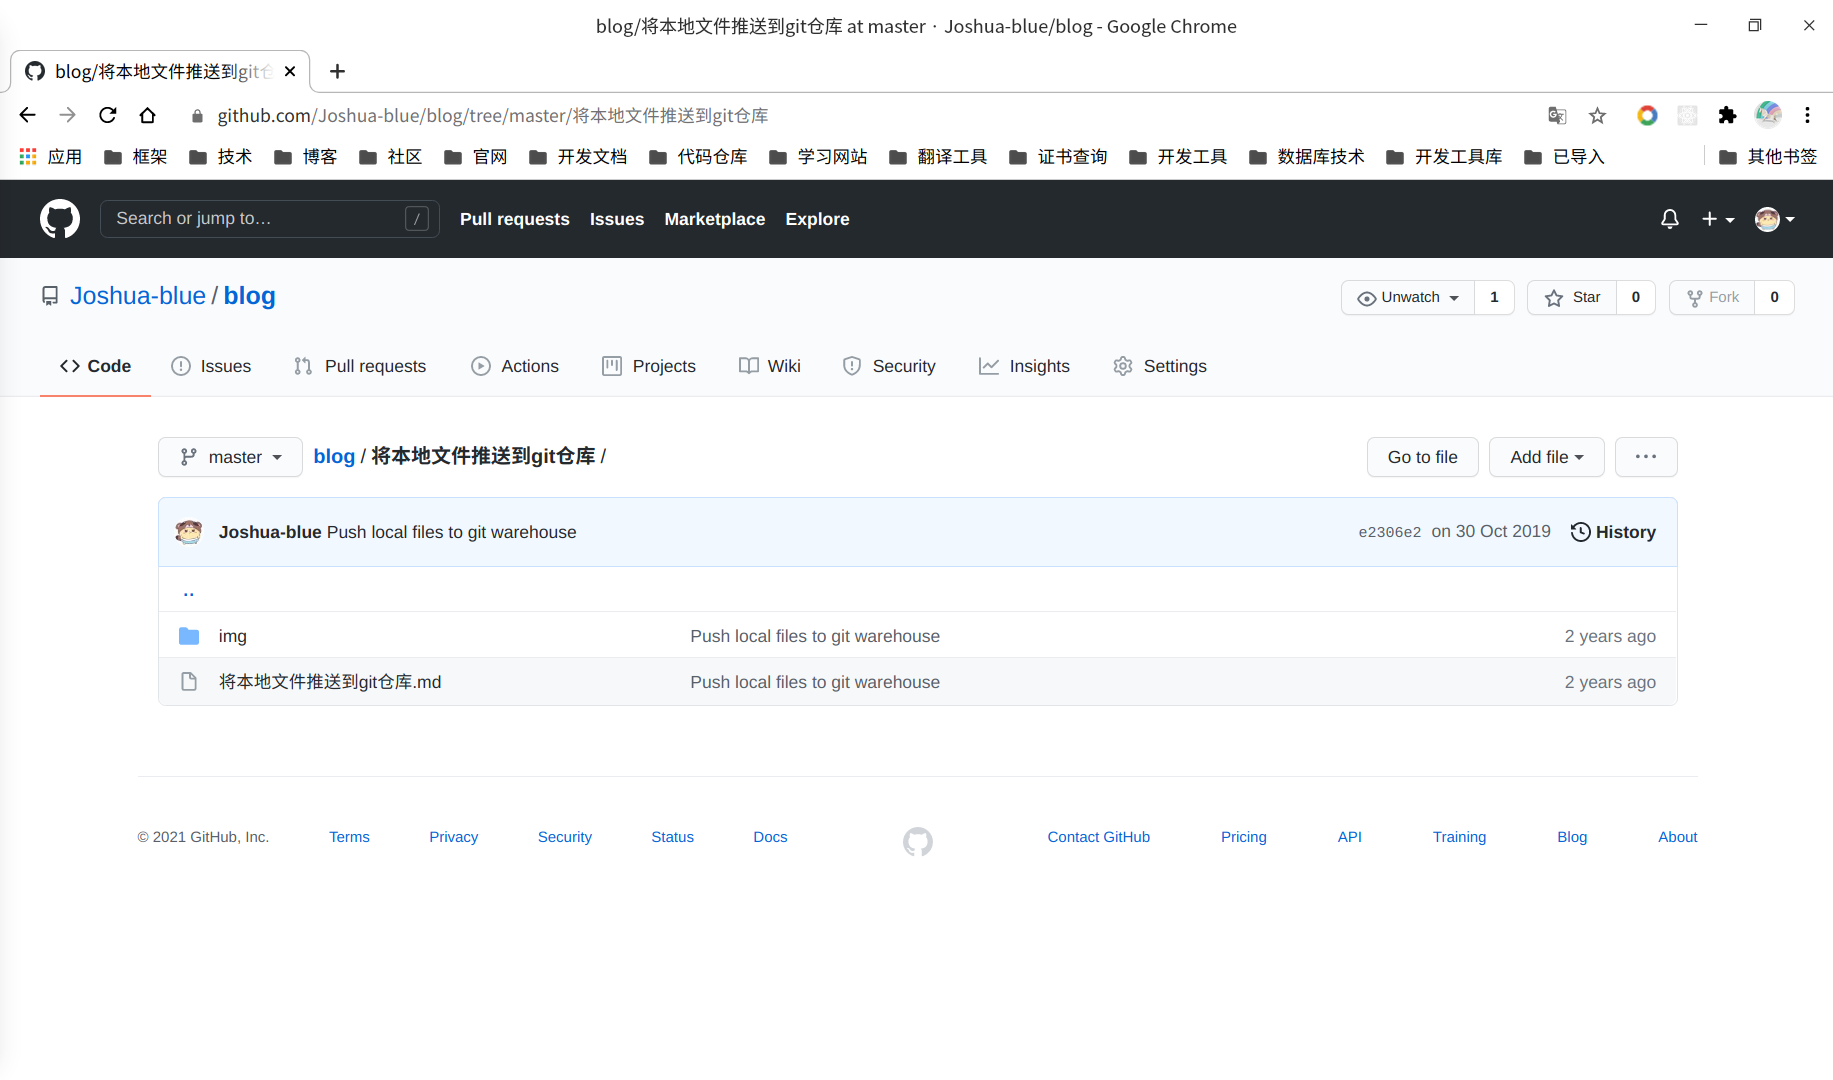 blog/将本地文件推送到git仓库 at master · Joshua-blue/blog - Google Chrome
blog/将本地文件推送到git仓
github.com/Joshua-blue/blog/tree/master/将本地文件推送到git仓库
应用 框架 技术 博客 社区 官网 开发文档 代码仓库 学习网站 翻译工具 证书查询 开发工具 数据库技术 开发工具库 已导入 其他书签
Search or jump to… / Pull requests Issues Marketplace Explore
Joshua-blue / blog Unwatch 1 Star 0 Fork 0
Code Issues Pull requests Actions Projects Wiki Security Insights Settings
master blog / 将本地文件推送到git仓库 / Go to file Add file ...
Joshua-blue Push local files to git warehouse e2306e2 on 30 Oct 2019 History
..
img Push local files to git warehouse 2 years ago
将本地文件推送到git仓库.md Push local files to git warehouse 2 years ago
© 2021 GitHub, Inc. Terms Privacy Security Status Docs Contact GitHub Pricing API Training Blog About